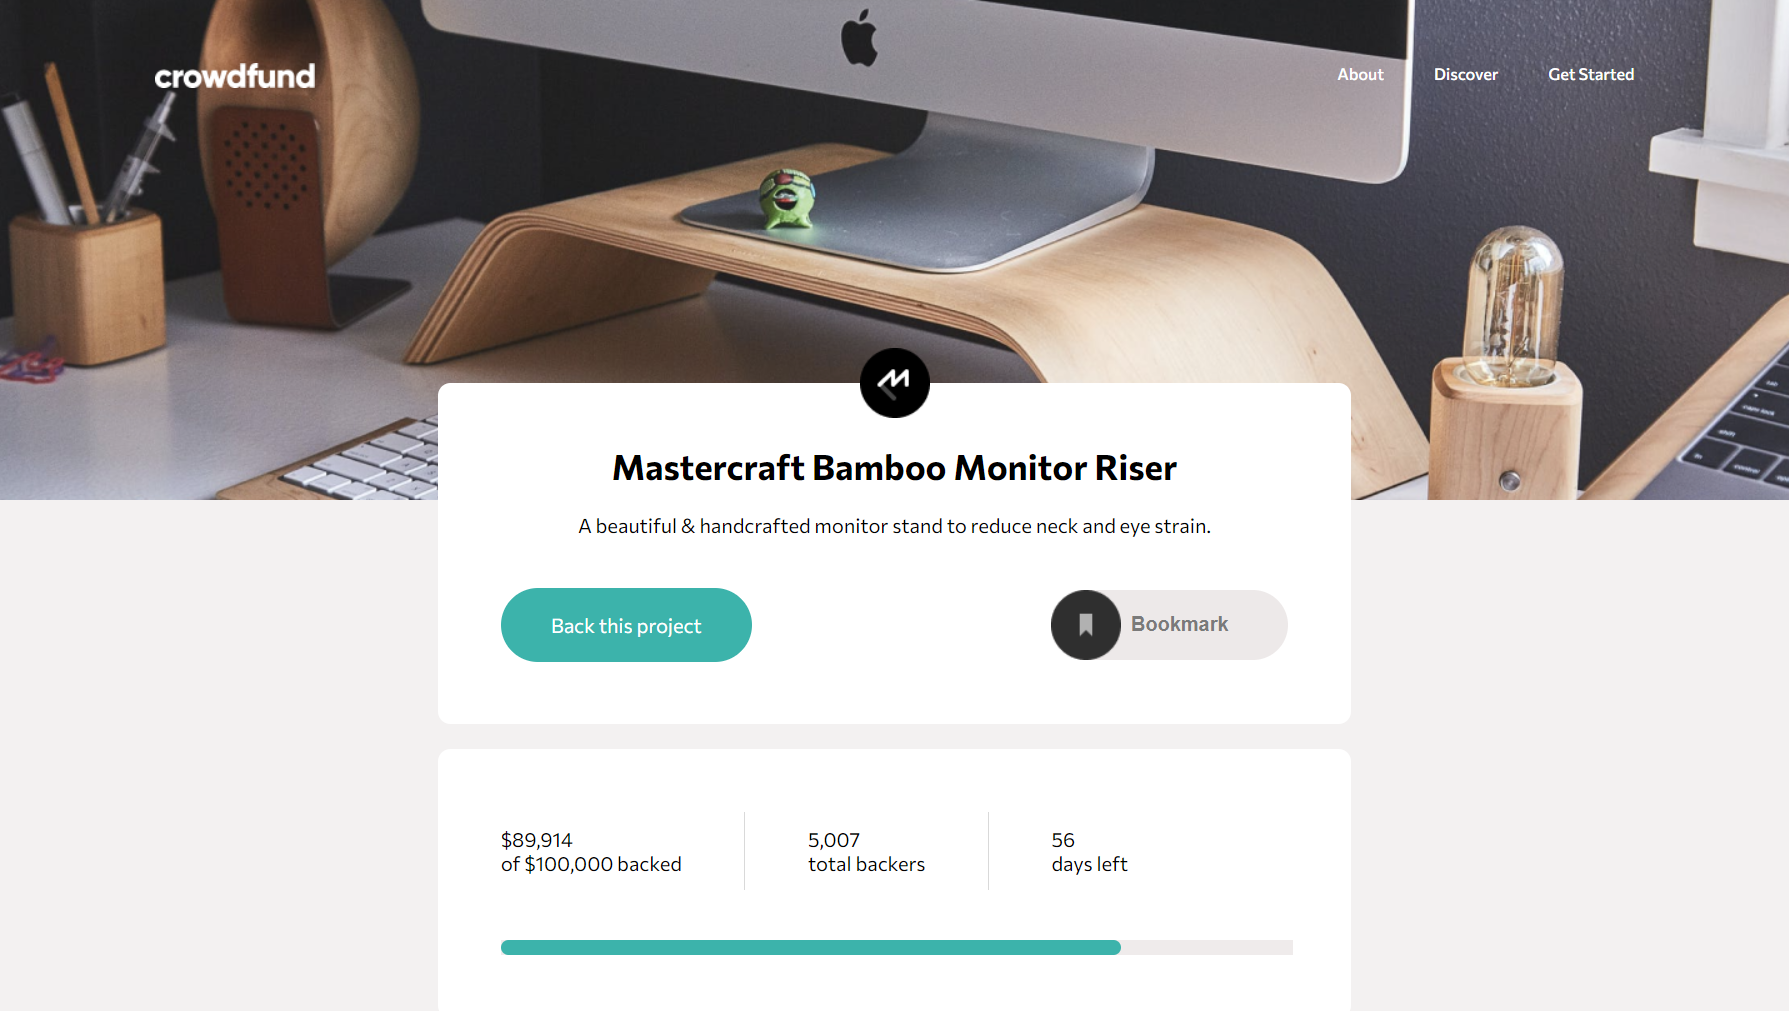 crowdfund
About
Discover
Get Started
Mastercraft Bamboo Monitor Riser
A beautiful & handcrafted monitor stand to reduce neck and eye strain.
Back this project
Bookmark
$89,914
of $100,000 backed
5,007
total backers
56
days left